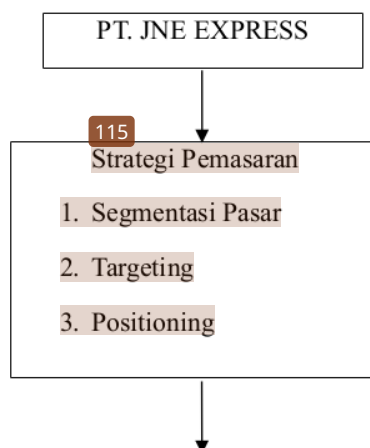 PT. JNE EXPRESS
115
Strategi Pemasaran
1. Segmentasi Pasar
2. Targeting
3. Positioning